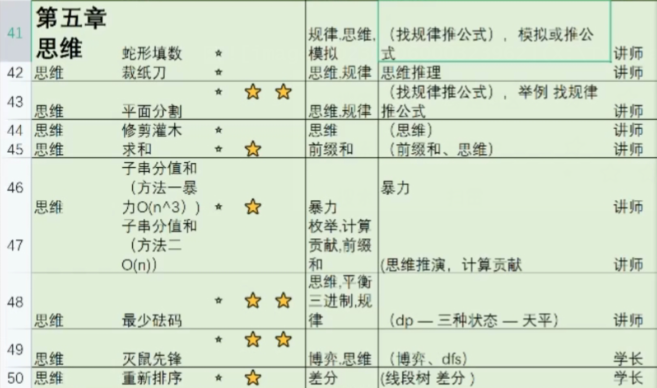 41 第五章
思维 蛇形填数 规律,思维,模拟 （找规律推公式），模拟或推公式 讲师
42 思维 裁纸刀 思维,规律 思维推理 讲师
43 思维 平面分割 思维,规律 （找规律推公式），举例 找规律推公式 讲师
44 思维 修剪灌木 思维 （思维） 讲师
45 思维 求和 前缀和 （前缀和、思维） 讲师
46 思维 子串分值和（方法一暴力O(n^3)） 暴力 暴力 讲师
47 子串分值和（方法二O(n)） 枚举,计算贡献,前缀和 (思维推演，计算贡献 讲师
48 思维 最少砝码 思维,平衡三进制,规律 （dp — 三种状态 — 天平） 讲师
49 思维 灭鼠先锋 博弈,思维 （博弈、dfs） 学长
50 思维 重新排序 差分 (线段树 差分 ) 学长